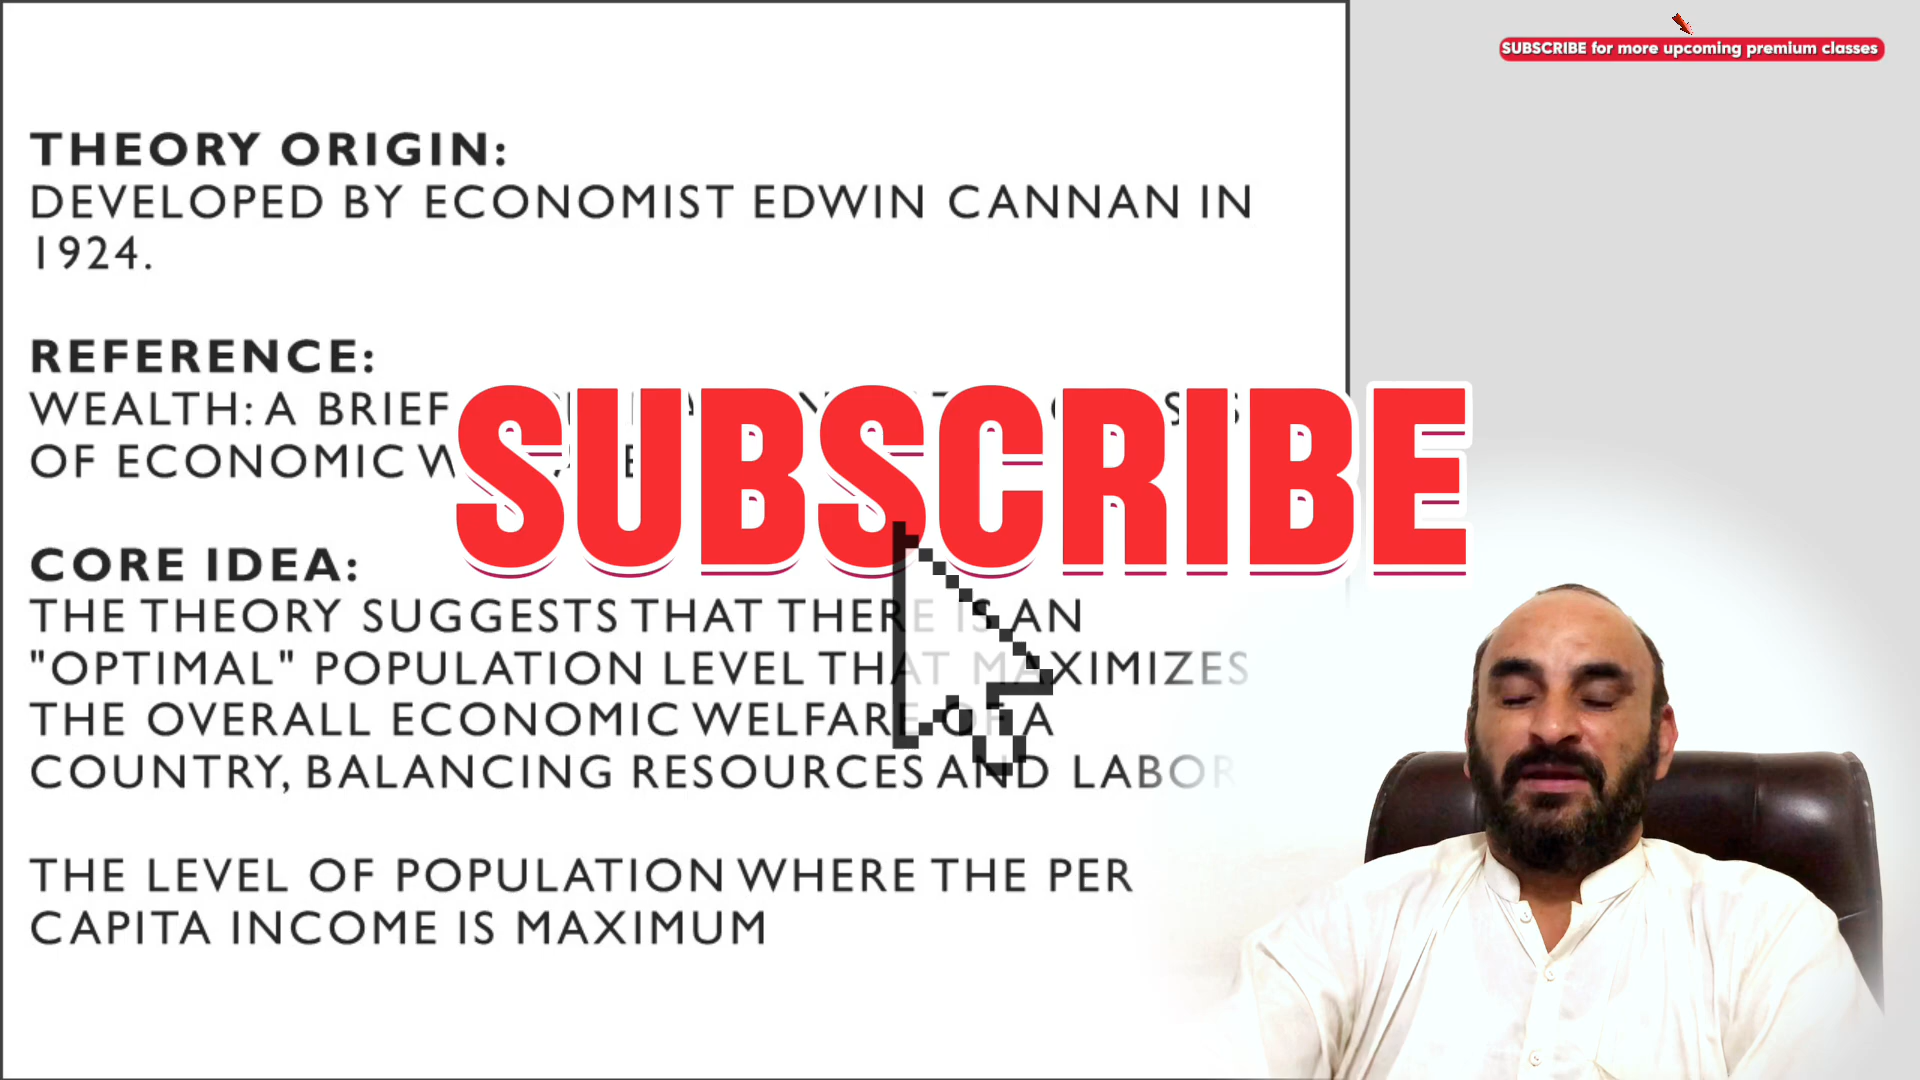 SUBSCRIBE for more upcoming premium classes
THEORY ORIGIN:
DEVELOPED BY ECONOMIST EDWIN CANNAN IN
1924.
REFERENCE:
WEALTH: A BRIEF
OF ECONOMIC
SUBSCRIBE
CORE IDEA:
THE THEORY SUGGESTS THAT THERE IS AN
"OPTIMAL" POPULATION LEVEL THAT MAXIMIZES
THE OVERALL ECONOMIC WELFARE OF A
COUNTRY, BALANCING RESOURCES AND LABOR
THE LEVEL OF POPULATION WHERE THE PER
CAPITA INCOME IS MAXIMUM